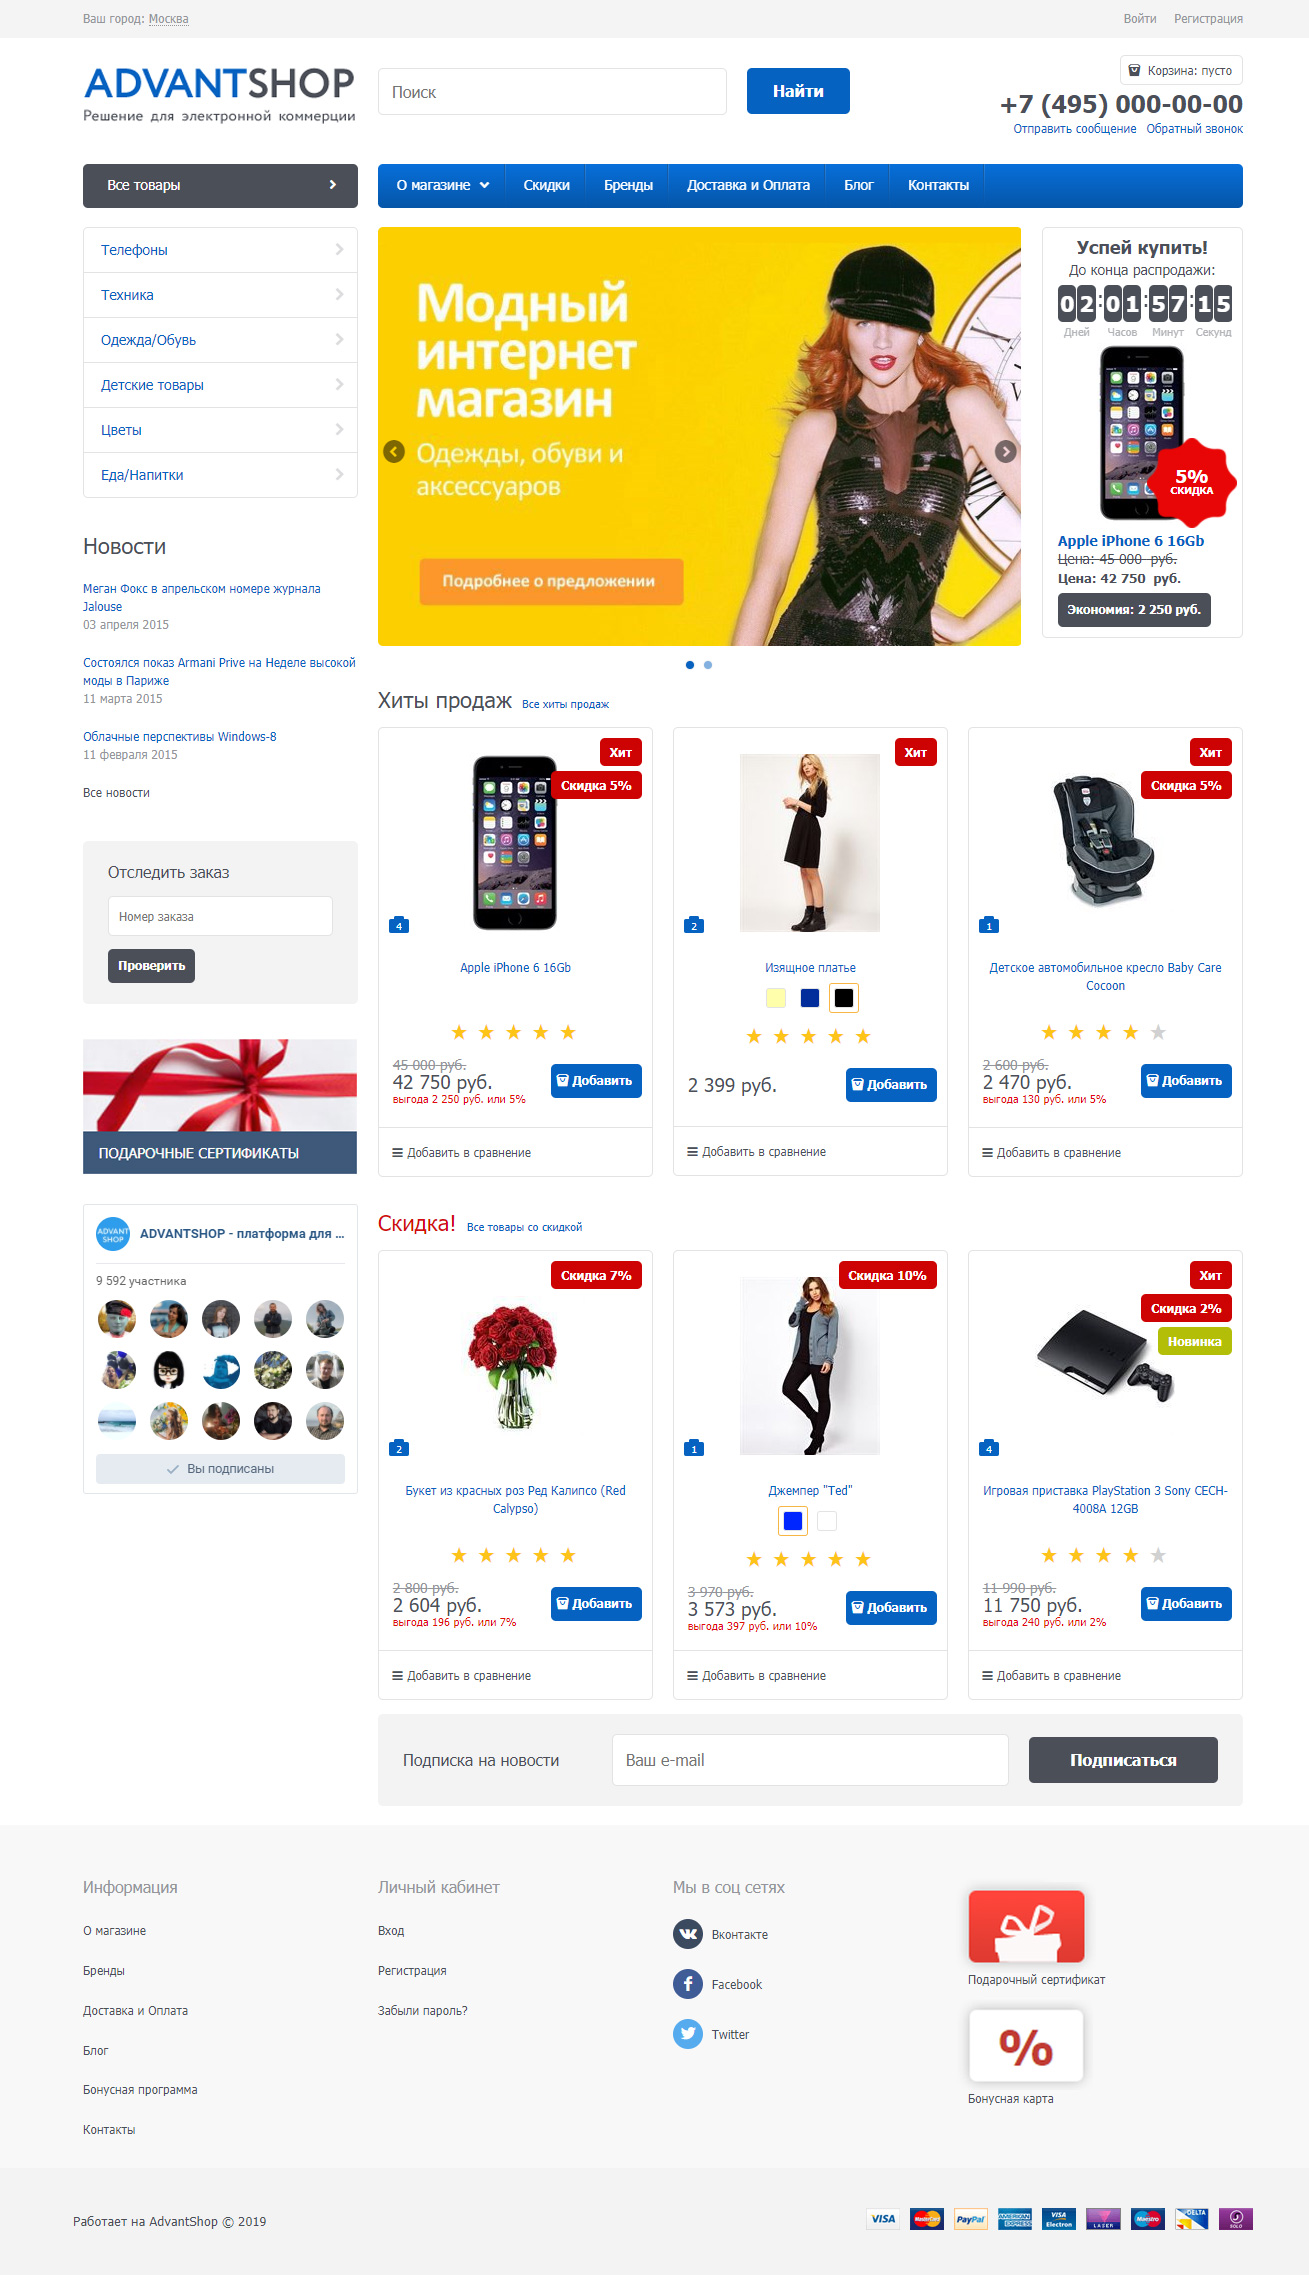 Ваш город: Москва
Войти Регистрация
ADVANTSHOP
Решение для электронной коммерции
Поиск
Найти
Корзина: пусто
+7 (495) 000-00-00
Отправить сообщение Обратный звонок
Все товары
О магазине Скидки Бренды Доставка и Оплата Блог Контакты
Телефоны
Техника
Одежда/Обувь
Детские товары
Цветы
Еда/Напитки
Модный
интернет
магазин
Одежды, обуви и
аксессуаров
Подробнее о предложении
Успей купить!
До конца распродажи:
02:01:57:15
Дней Часов Минут Секунд
5%
СКИДКА
Apple iPhone 6 16Gb
Цена: 45 000 руб.
Цена: 42 750 руб.
Экономия: 2 250 руб.
Новости
Меган Фокс в апрельском номере журнала
Jalouse
03 апреля 2015
Состоялся показ Armani Prive на Неделе высокой
моды в Париже
11 марта 2015
Облачные перспективы Windows-8
11 февраля 2015
Все новости
Отследить заказ
Номер заказа
Проверить
ПОДАРОЧНЫЕ СЕРТИФИКАТЫ
ADVANT
SHOP
ADVANTSHOP - платформа для ...
9 592 участника
Вы подписаны
Хиты продаж Все хиты продаж
Хит
Скидка 5%
4
Apple iPhone 6 16Gb
45 000 руб.
42 750 руб.
выгода 2 250 руб. или 5%
Добавить
Добавить в сравнение
Хит
2
Изящное платье
2 399 руб.
Добавить
Добавить в сравнение
Хит
Скидка 5%
1
Детское автомобильное кресло Baby Care
Cocoon
2 600 руб.
2 470 руб.
выгода 130 руб. или 5%
Добавить
Добавить в сравнение
Скидка! Все товары со скидкой
Скидка 7%
2
Букет из красных роз Ред Калипсо (Red
Calypso)
2 800 руб.
2 604 руб.
выгода 196 руб. или 7%
Добавить
Добавить в сравнение
Скидка 10%
1
Джемпер "Ted"
3 970 руб.
3 573 руб.
выгода 397 руб. или 10%
Добавить
Добавить в сравнение
Хит
Скидка 2%
Новинка
4
Игровая приставка PlayStation 3 Sony CECH-
4008A 12GB
11 990 руб.
11 750 руб.
выгода 240 руб. или 2%
Добавить
Добавить в сравнение
Подписка на новости
Ваш e-mail
Подписаться
Информация
О магазине
Бренды
Доставка и Оплата
Блог
Бонусная программа
Контакты
Личный кабинет
Вход
Регистрация
Забыли пароль?
Мы в соц сетях
Вконтакте
Facebook
Twitter
Подарочный сертификат
%
Бонусная карта
Работает на AdvantShop © 2019
VISA MasterCard PayPal AMERICAN EXPRESS VISA Electron LASER Maestro DELTA SOLO